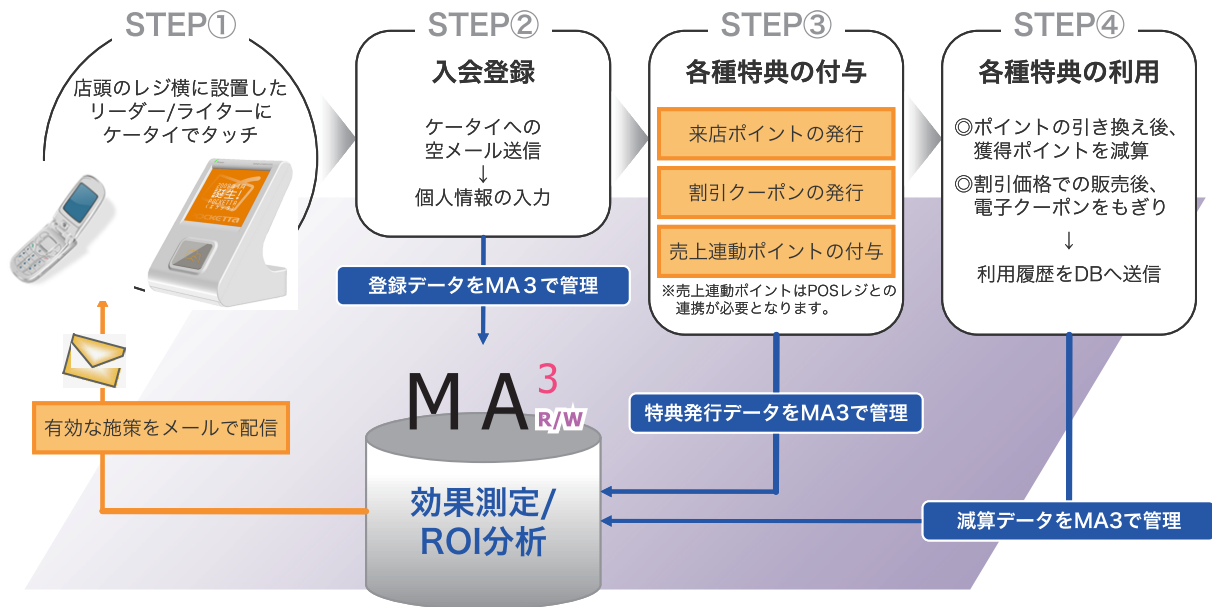 STEP①
店頭のレジ横に設置した
リーダー/ライターに
ケータイでタッチ
STEP②
入会登録
ケータイへの
空メール送信
↓
個人情報の入力
登録データをMA3で管理
STEP③
各種特典の付与
来店ポイントの発行
割引クーポンの発行
売上連動ポイントの付与
※売上連動ポイントはPOSレジとの
連携が必要となります。
特典発行データをMA3で管理
STEP④
各種特典の利用
◎ポイントの引き換え後、
獲得ポイントを減算
◎割引価格での販売後、
電子クーポンをもぎり
↓
利用履歴をDBへ送信
減算データをMA3で管理
MA3
R/W
効果測定/
ROI分析
有効な施策をメールで配信
誕生!